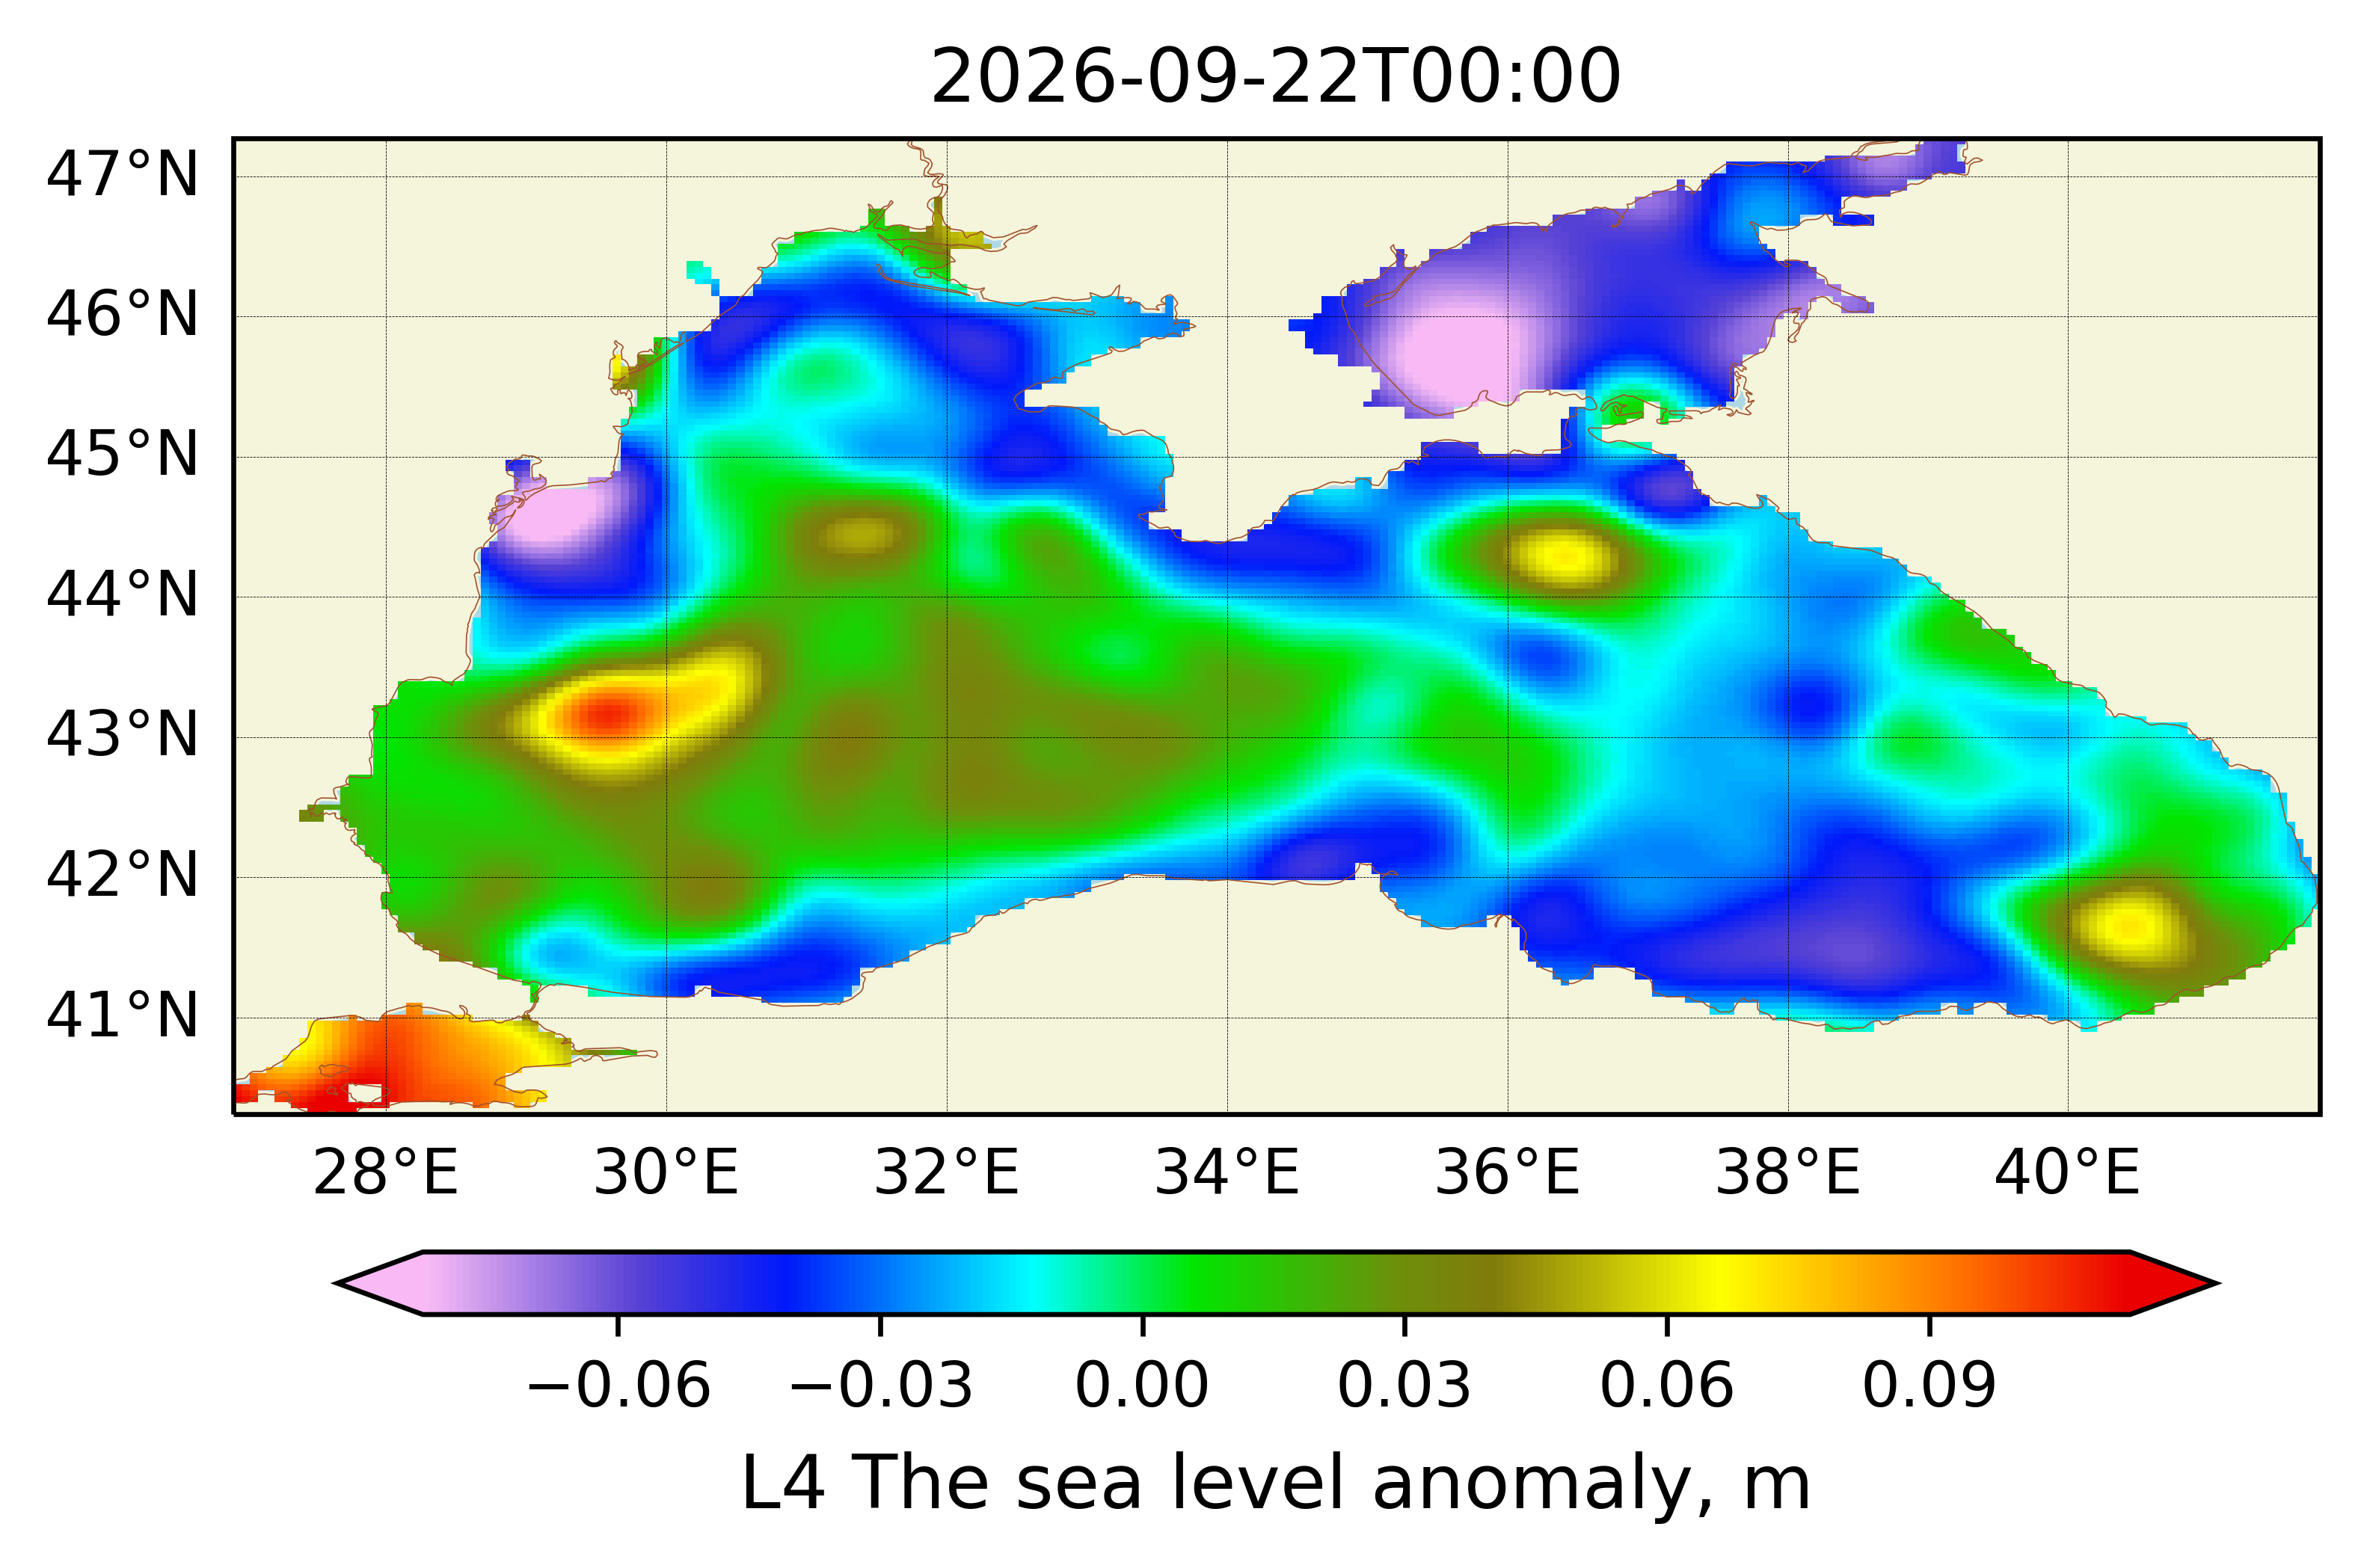 2026-09-22T00:00
47°N
46°N
45°N
44°N
43°N
42°N
41°N
28°E 30°E 32°E 34°E 36°E 38°E 40°E
−0.06 −0.03 0.00 0.03 0.06 0.09
L4 The sea level anomaly, m